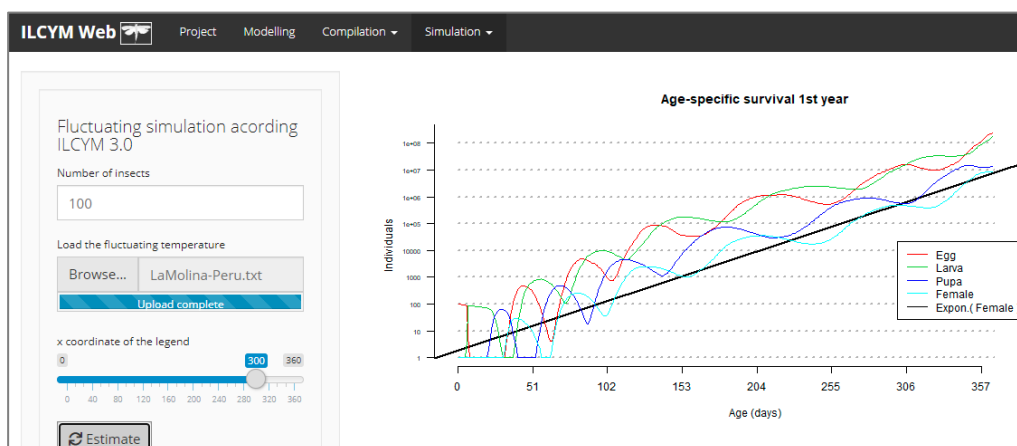 ILCYM Web Project Modelling Compilation Simulation
Fluctuating simulation acording
ILCYM 3.0
Number of insects
100
Load the fluctuating temperature
Browse... LaMolina-Peru.txt
Upload complete
x coordinate of the legend
0 300 360
0 40 80 120 160 200 240 280 320 360
Estimate
Age-specific survival 1st year
Individuals
1e+08
1e+07
1e+06
1e+05
10000
1000
100
10
1
0 51 102 153 204 255 306 357
Age (days)
Egg
Larva
Pupa
Female
Expon.( Female